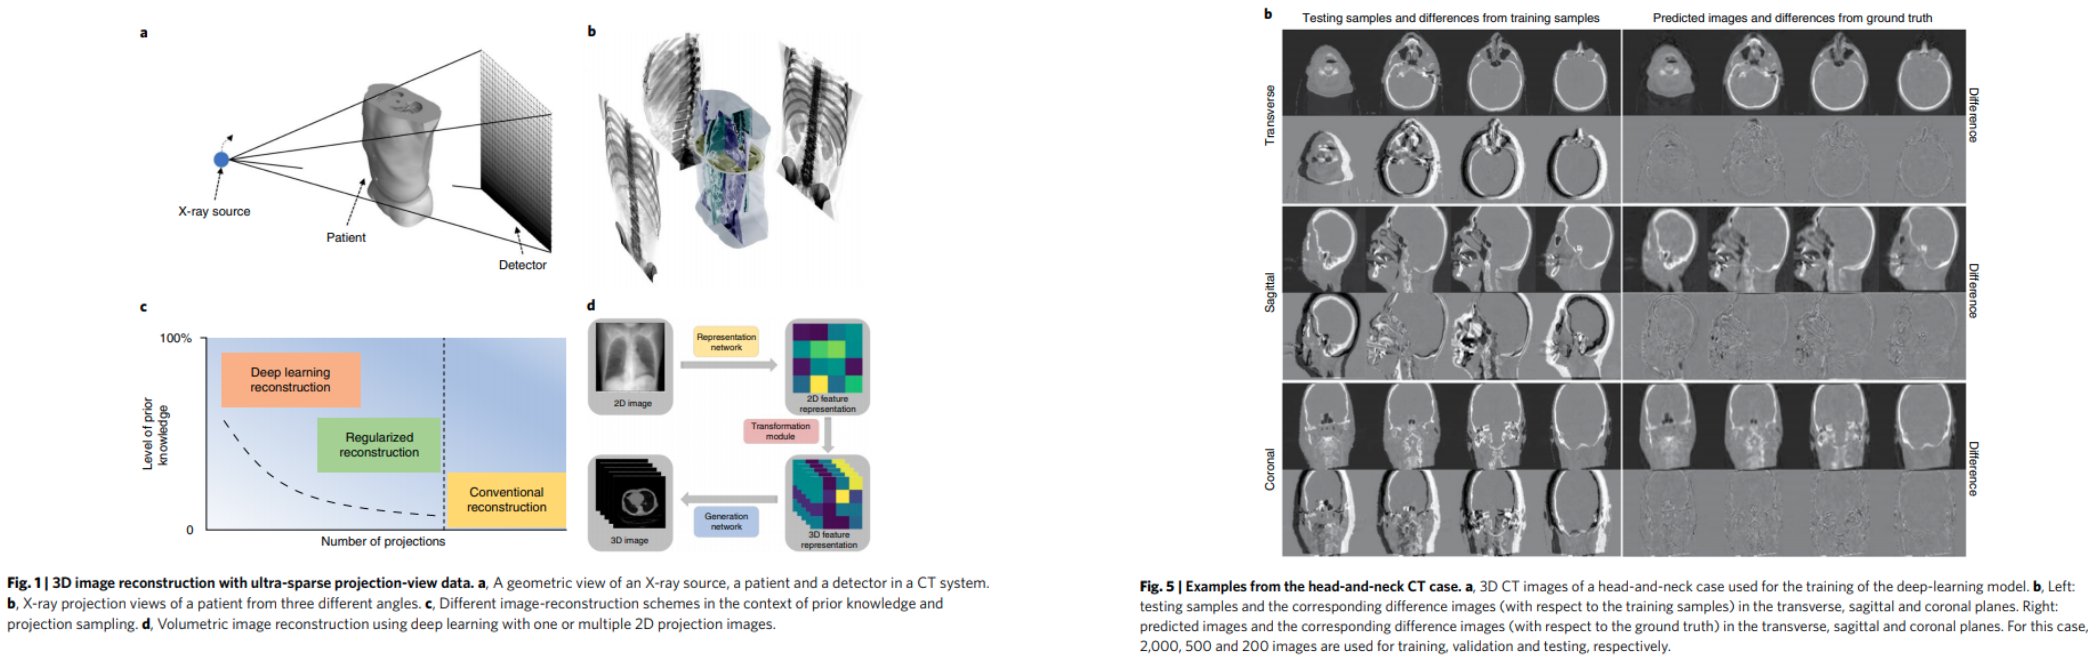 a
X-ray source
Patient
Detector
b
c
100%
Level of prior
knowledge
0
Deep learning
reconstruction
Regularized
reconstruction
Conventional
reconstruction
Number of projections
d
2D image
Representation
network
2D feature
representation
Transformation
module
3D feature
representation
Generation
network
3D image
Fig. 1 | 3D image reconstruction with ultra-sparse projection-view data. a, A geometric view of an X-ray source, a patient and a detector in a CT system.
b, X-ray projection views of a patient from three different angles. c, Different image-reconstruction schemes in the context of prior knowledge and
projection sampling. d, Volumetric image reconstruction using deep learning with one or multiple 2D projection images.
b
Testing samples and differences from training samples
Predicted images and differences from ground truth
Transverse
Difference
Sagittal
Difference
Coronal
Difference
Fig. 5 | Examples from the head-and-neck CT case. a, 3D CT images of a head-and-neck case used for the training of the deep-learning model. b, Left:
testing samples and the corresponding difference images (with respect to the training samples) in the transverse, sagittal and coronal planes. Right:
predicted images and the corresponding difference images (with respect to the ground truth) in the transverse, sagittal and coronal planes. For this case,
2,000, 500 and 200 images are used for training, validation and testing, respectively.